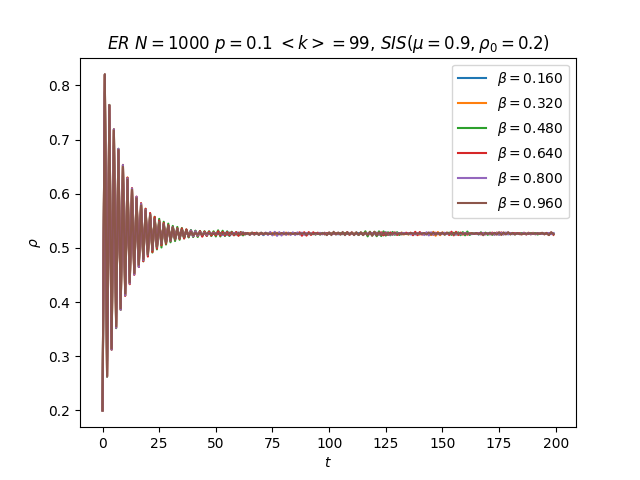 ER N = 1000 p = 0.1 < k > = 99, SIS(μ = 0.9, ρ₀ = 0.2)
β = 0.160
β = 0.320
β = 0.480
β = 0.640
β = 0.800
β = 0.960
0.8
0.7
0.6
0.5
0.4
0.3
0.2
ρ
0 25 50 75 100 125 150 175 200
t